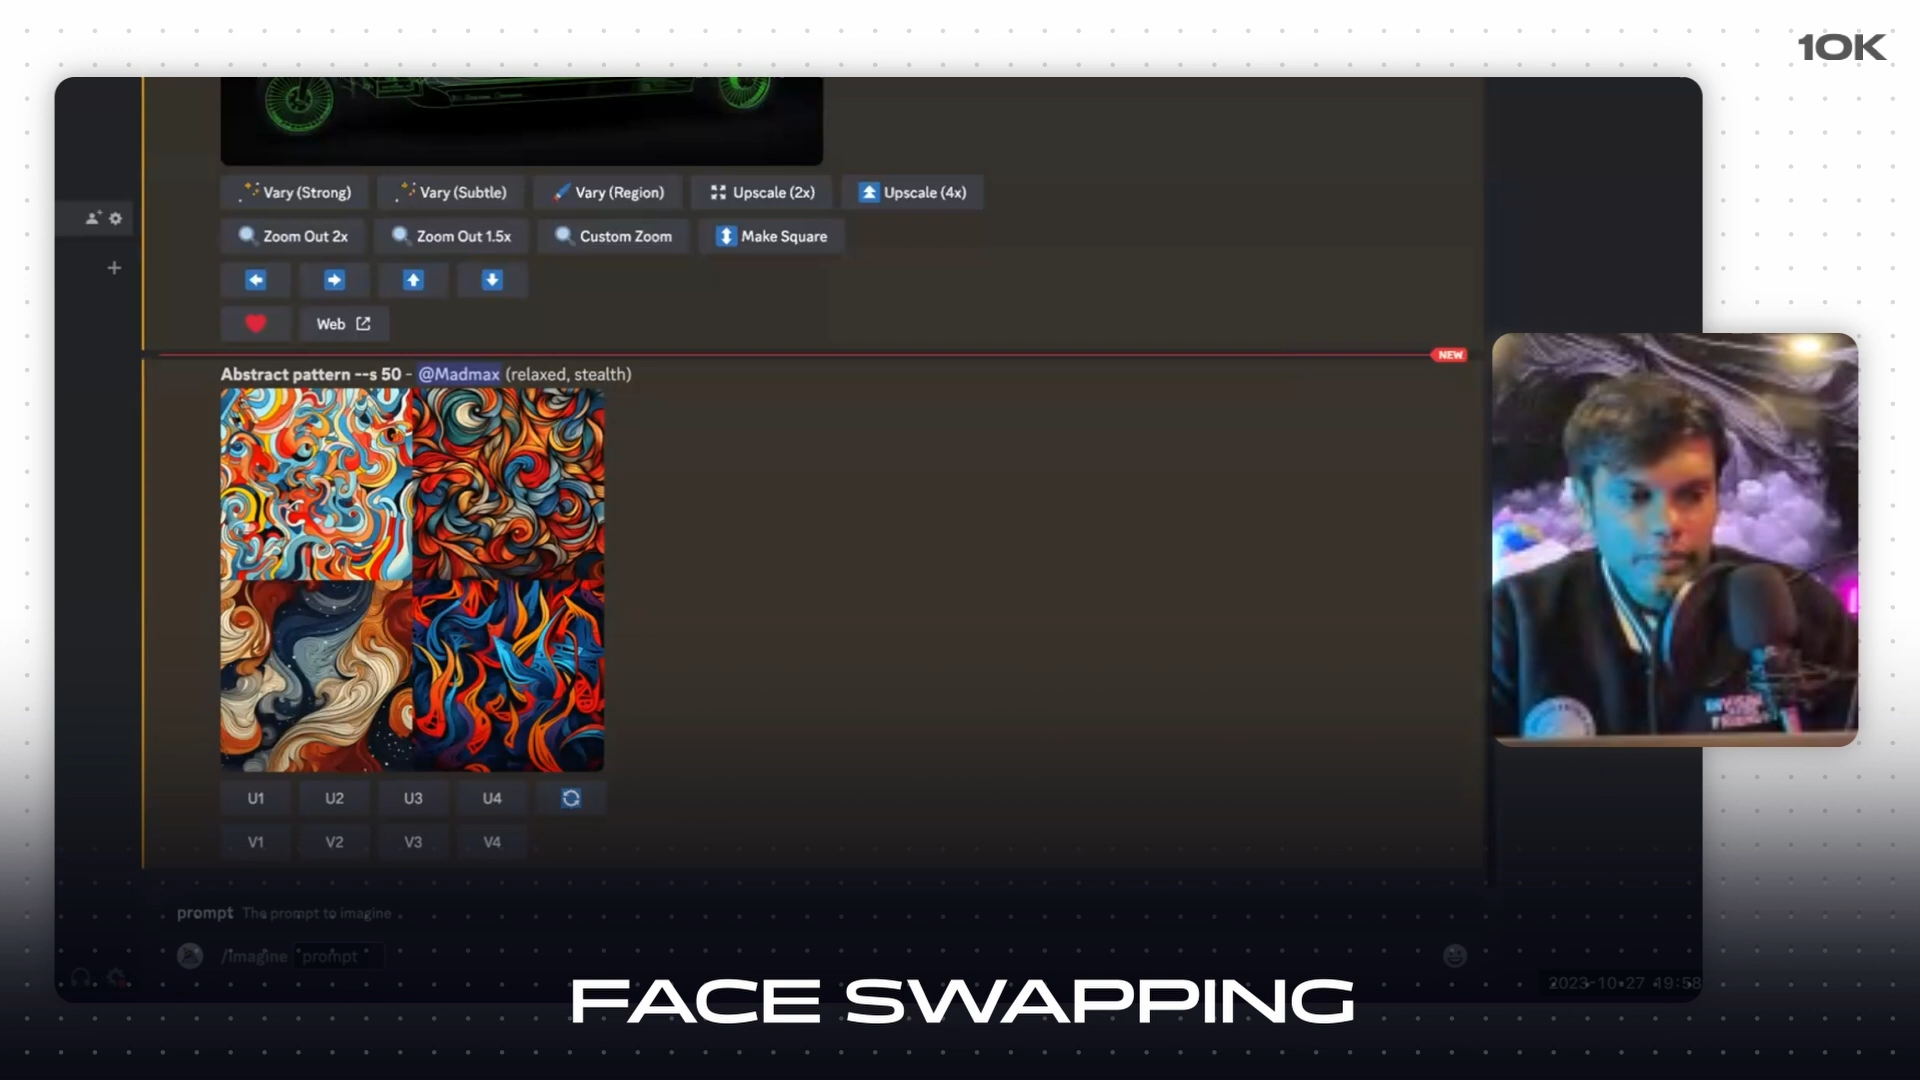 10K
Vary (Strong)
Vary (Subtle)
Vary (Region)
Upscale (2x)
Upscale (4x)
Zoom Out 2x
Zoom Out 1.5x
Custom Zoom
Make Square
Web
NEW
Abstract pattern --s 50 - @Madmax (relaxed, stealth)
U1
U2
U3
U4
V1
V2
V3
V4
prompt The prompt to imagine
/imagine prompt
2023-10-27 19:58
FACE SWAPPING